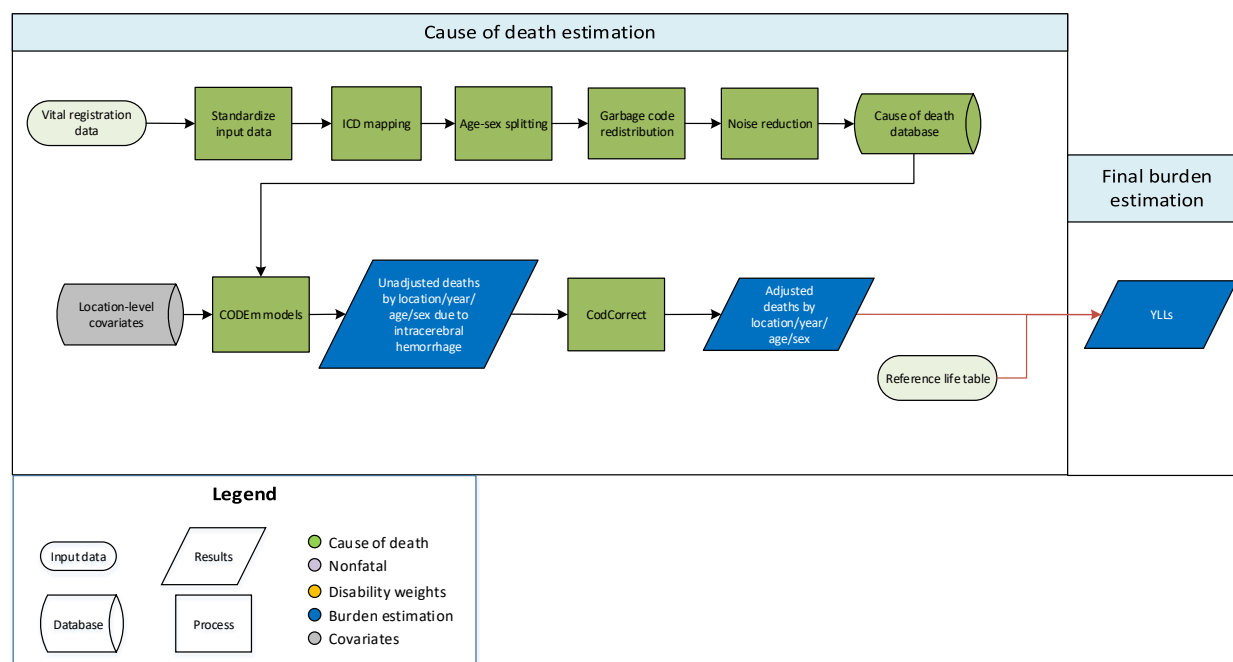 Cause of death estimation
Vital registration
data
Standardize
input data
ICD mapping
Age-sex splitting
Garbage code
redistribution
Noise reduction
Cause of death
database
Final burden
estimation
Location-level
covariates
CODEm models
Unadjusted deaths
by location/year/
age/sex due to
intracerebral
hemorrhage
CodCorrect
Adjusted
deaths by
location/year/
age/sex
YLLs
Reference life table
Legend
Input data
Results
Database
Process
Cause of death
Nonfatal
Disability weights
Burden estimation
Covariates